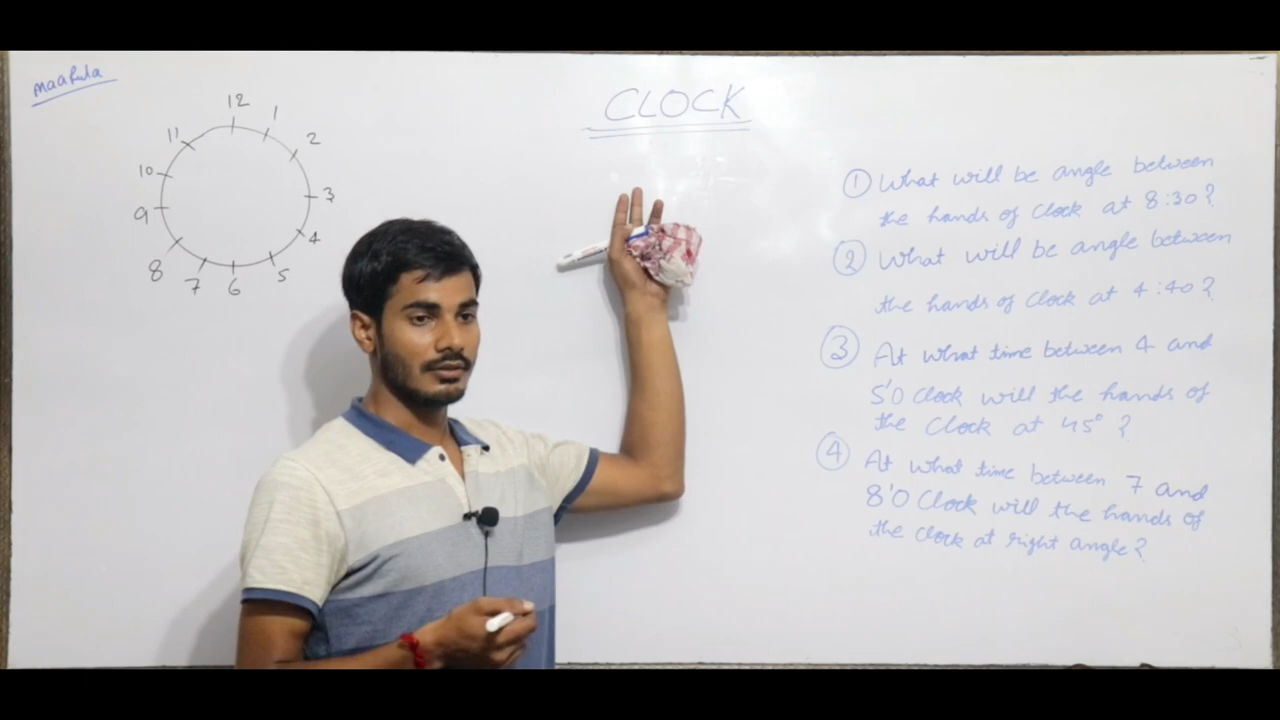 maaRula
CLOCK
12
1
2
3
4
5
6
7
8
9
10
11
① What will be angle between
the hands of Clock at 8:30?
② What will be angle between
the hands of Clock at 4:40?
③ At what time between 4 and
5'O Clock will the hands of
the Clock at 45° ?
④ At what time between 7 and
8'O Clock will the hands of
the clock at right angle?